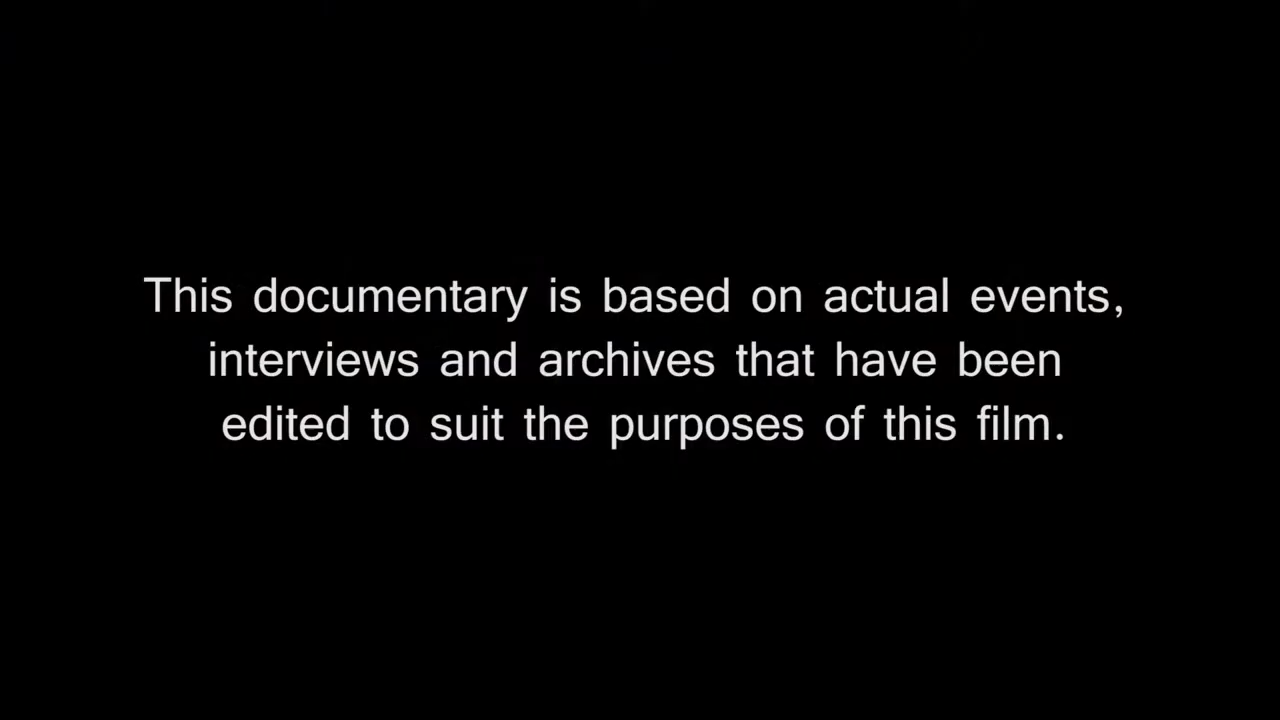 This documentary is based on actual events,
interviews and archives that have been
edited to suit the purposes of this film.